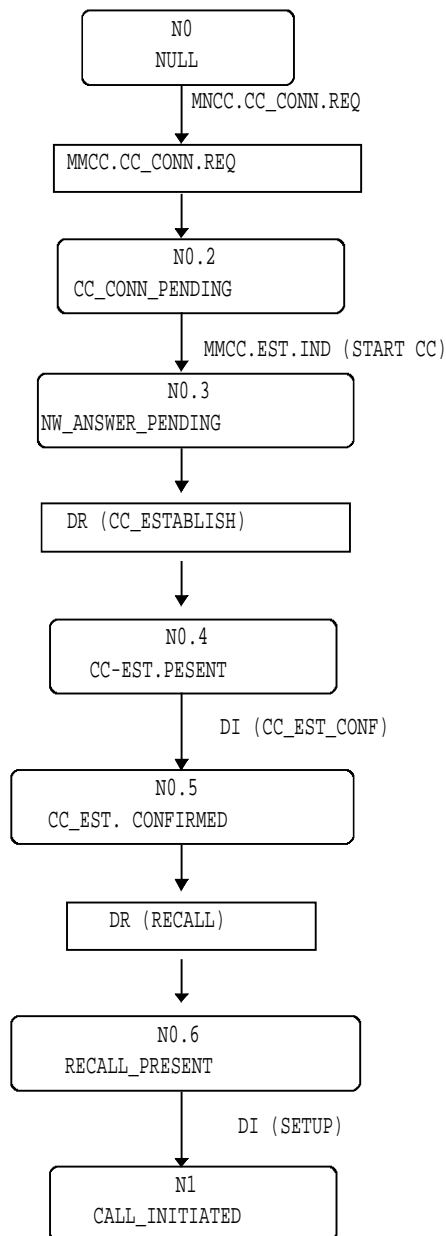 N0
NULL
MNCC.CC_CONN.REQ
MMCC.CC_CONN.REQ
N0.2
CC_CONN_PENDING
MMCC.EST.IND (START CC)
N0.3
NW_ANSWER_PENDING
DR (CC_ESTABLISH)
N0.4
CC-EST.PESENT
DI (CC_EST_CONF)
N0.5
CC_EST. CONFIRMED
DR (RECALL)
N0.6
RECALL_PRESENT
DI (SETUP)
N1
CALL_INITIATED